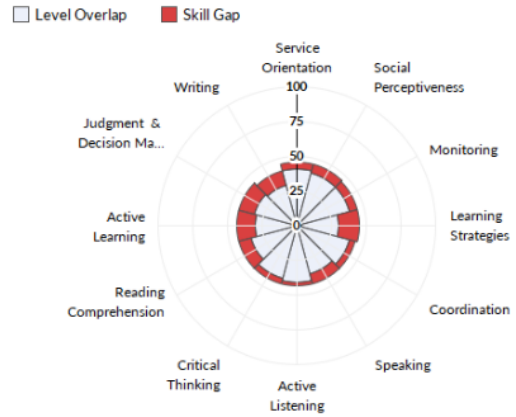 Level Overlap
Skill Gap
Service
Orientation
Social
Perceptiveness
Monitoring
Learning
Strategies
Coordination
Speaking
Active
Listening
Critical
Thinking
Reading
Comprehension
Active
Learning
Judgment &
Decision Ma...
Writing
100
75
50
25
0